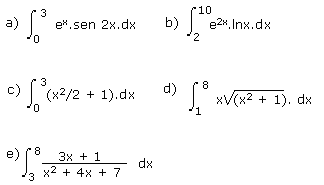 a) ∫₀³ eˣ.sen 2x.dx b) ∫₂¹⁰ e²ˣ.lnx.dx
c) ∫₀³ (x²/2 + 1).dx d) ∫₁⁸ x√(x² + 1). dx
e) ∫₃⁸ (3x + 1)/(x² + 4x + 7) dx